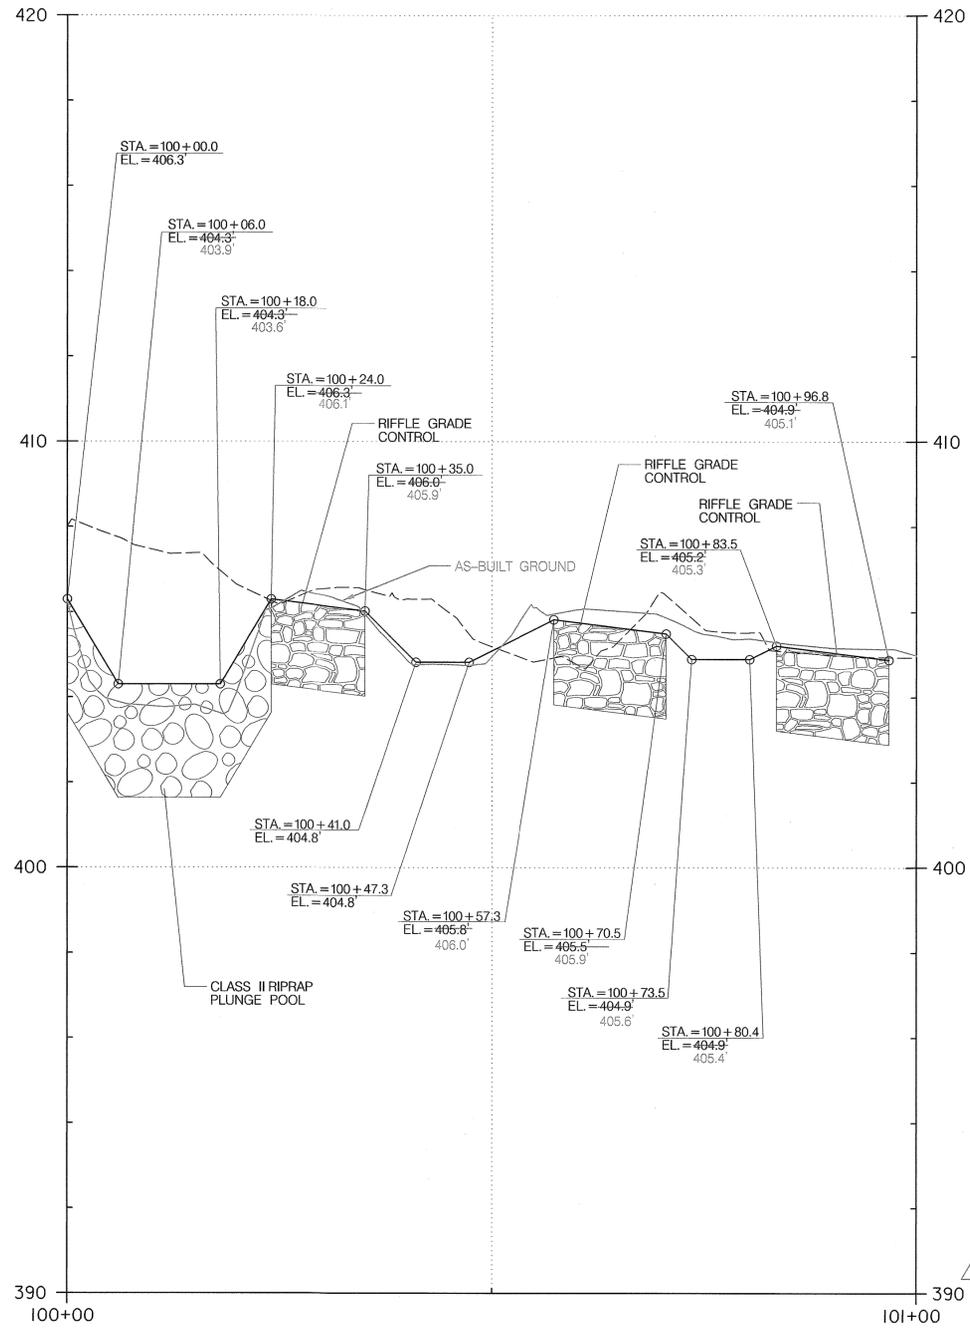 420
420
STA. = 100 + 00.0
EL. = 406.3'
STA. = 100 + 06.0
EL. = 404.3'
403.9'
STA. = 100 + 18.0
EL. = 404.3'
403.6'
STA. = 100 + 24.0
EL. = 406.3'
406.1'
STA. = 100 + 96.8
EL. = 404.9'
405.1'
RIFFLE GRADE
CONTROL
410
410
STA. = 100 + 35.0
EL. = 406.0'
405.9'
RIFFLE GRADE
CONTROL
RIFFLE GRADE
CONTROL
STA. = 100 + 83.5
EL. = 405.2'
405.3'
AS-BUILT GROUND
STA. = 100 + 41.0
EL. = 404.8'
400
400
STA. = 100 + 47.3
EL. = 404.8'
STA. = 100 + 57.3
EL. = 405.8'
406.0'
STA. = 100 + 70.5
EL. = 405.5'
405.9'
CLASS II RIPRAP
PLUNGE POOL
STA. = 100 + 73.5
EL. = 404.9'
405.6'
STA. = 100 + 80.4
EL. = 404.9'
405.4'
390
390
100+00
101+00